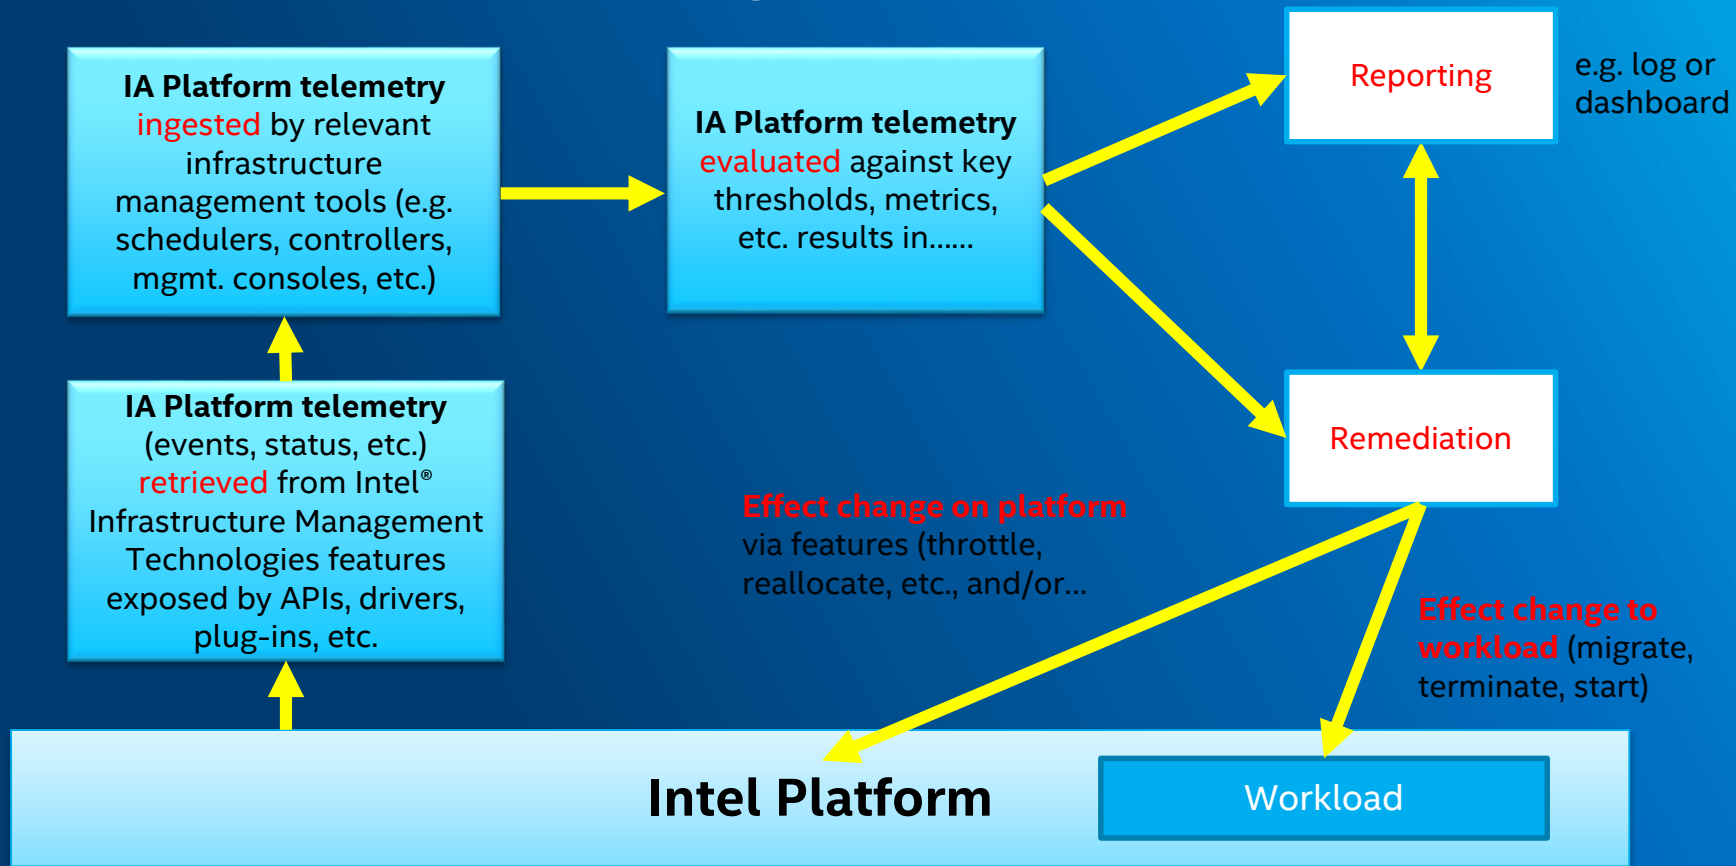 IA Platform telemetry
ingested by relevant
infrastructure
management tools (e.g.
schedulers, controllers,
mgmt. consoles, etc.)
IA Platform telemetry
evaluated against key
thresholds, metrics,
etc. results in......
Reporting
e.g. log or
dashboard
IA Platform telemetry
(events, status, etc.)
retrieved from Intel®
Infrastructure Management
Technologies features
exposed by APIs, drivers,
plug-ins, etc.
Remediation
Effect change on platform
via features (throttle,
reallocate, etc., and/or...
Effect change to
workload (migrate,
terminate, start)
Intel Platform
Workload